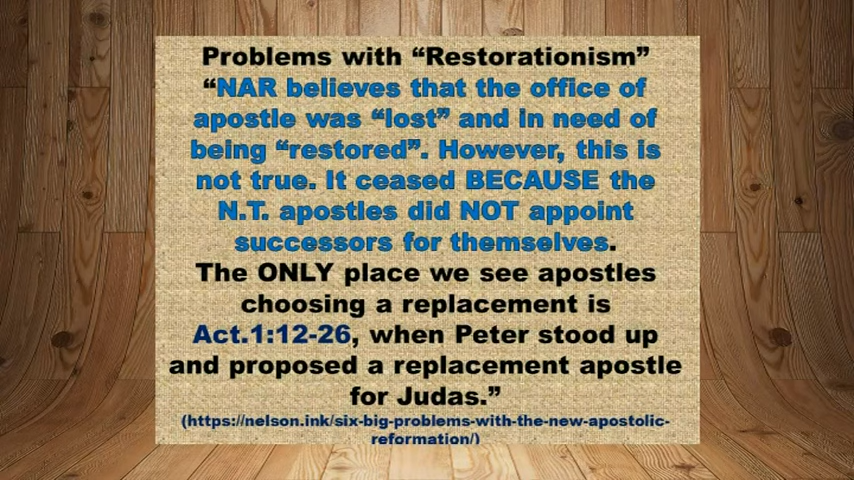 Problems with “Restorationism”
“NAR believes that the office of
apostle was “lost” and in need of
being “restored”. However, this is
not true. It ceased BECAUSE the
N.T. apostles did NOT appoint
successors for themselves.
The ONLY place we see apostles
choosing a replacement is
Act.1:12-26, when Peter stood up
and proposed a replacement apostle
for Judas.”
(https://nelson.ink/six-big-problems-with-the-new-apostolic-
reformation/)